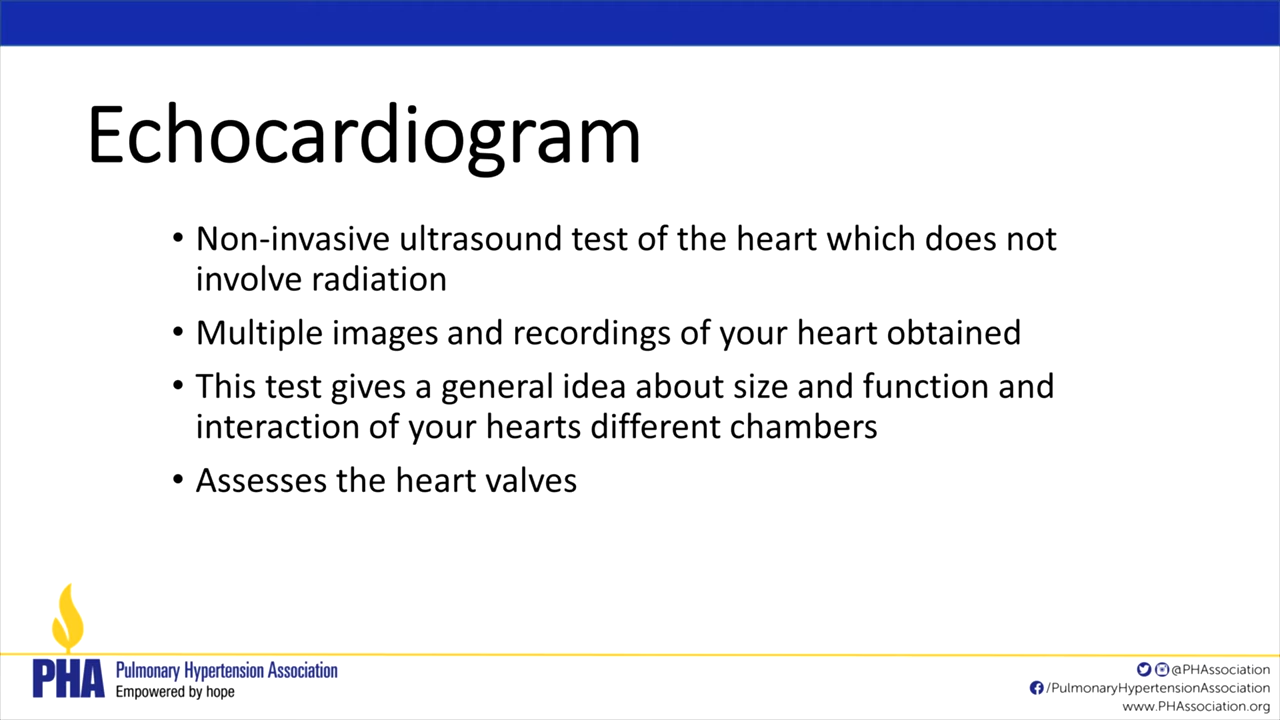 Echocardiogram
• Non-invasive ultrasound test of the heart which does not
involve radiation
• Multiple images and recordings of your heart obtained
• This test gives a general idea about size and function and
interaction of your hearts different chambers
• Assesses the heart valves
PHA Pulmonary Hypertension Association
Empowered by hope
@PHAssociation
/PulmonaryHypertensionAssociation
www.PHAssociation.org